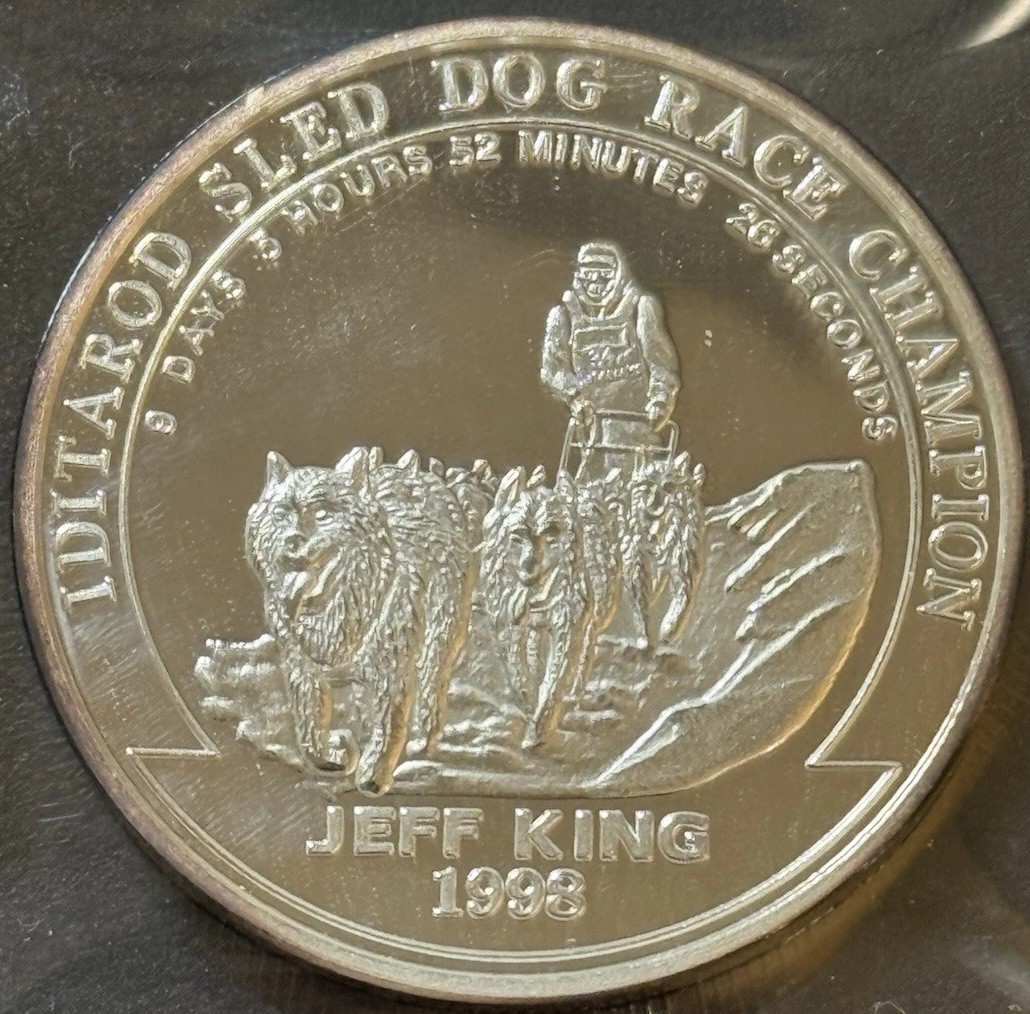 IDITAROD SLED DOG RACE CHAMPION
9 DAYS 5 HOURS 52 MINUTES 26 SECONDS
JEFF KING
1998